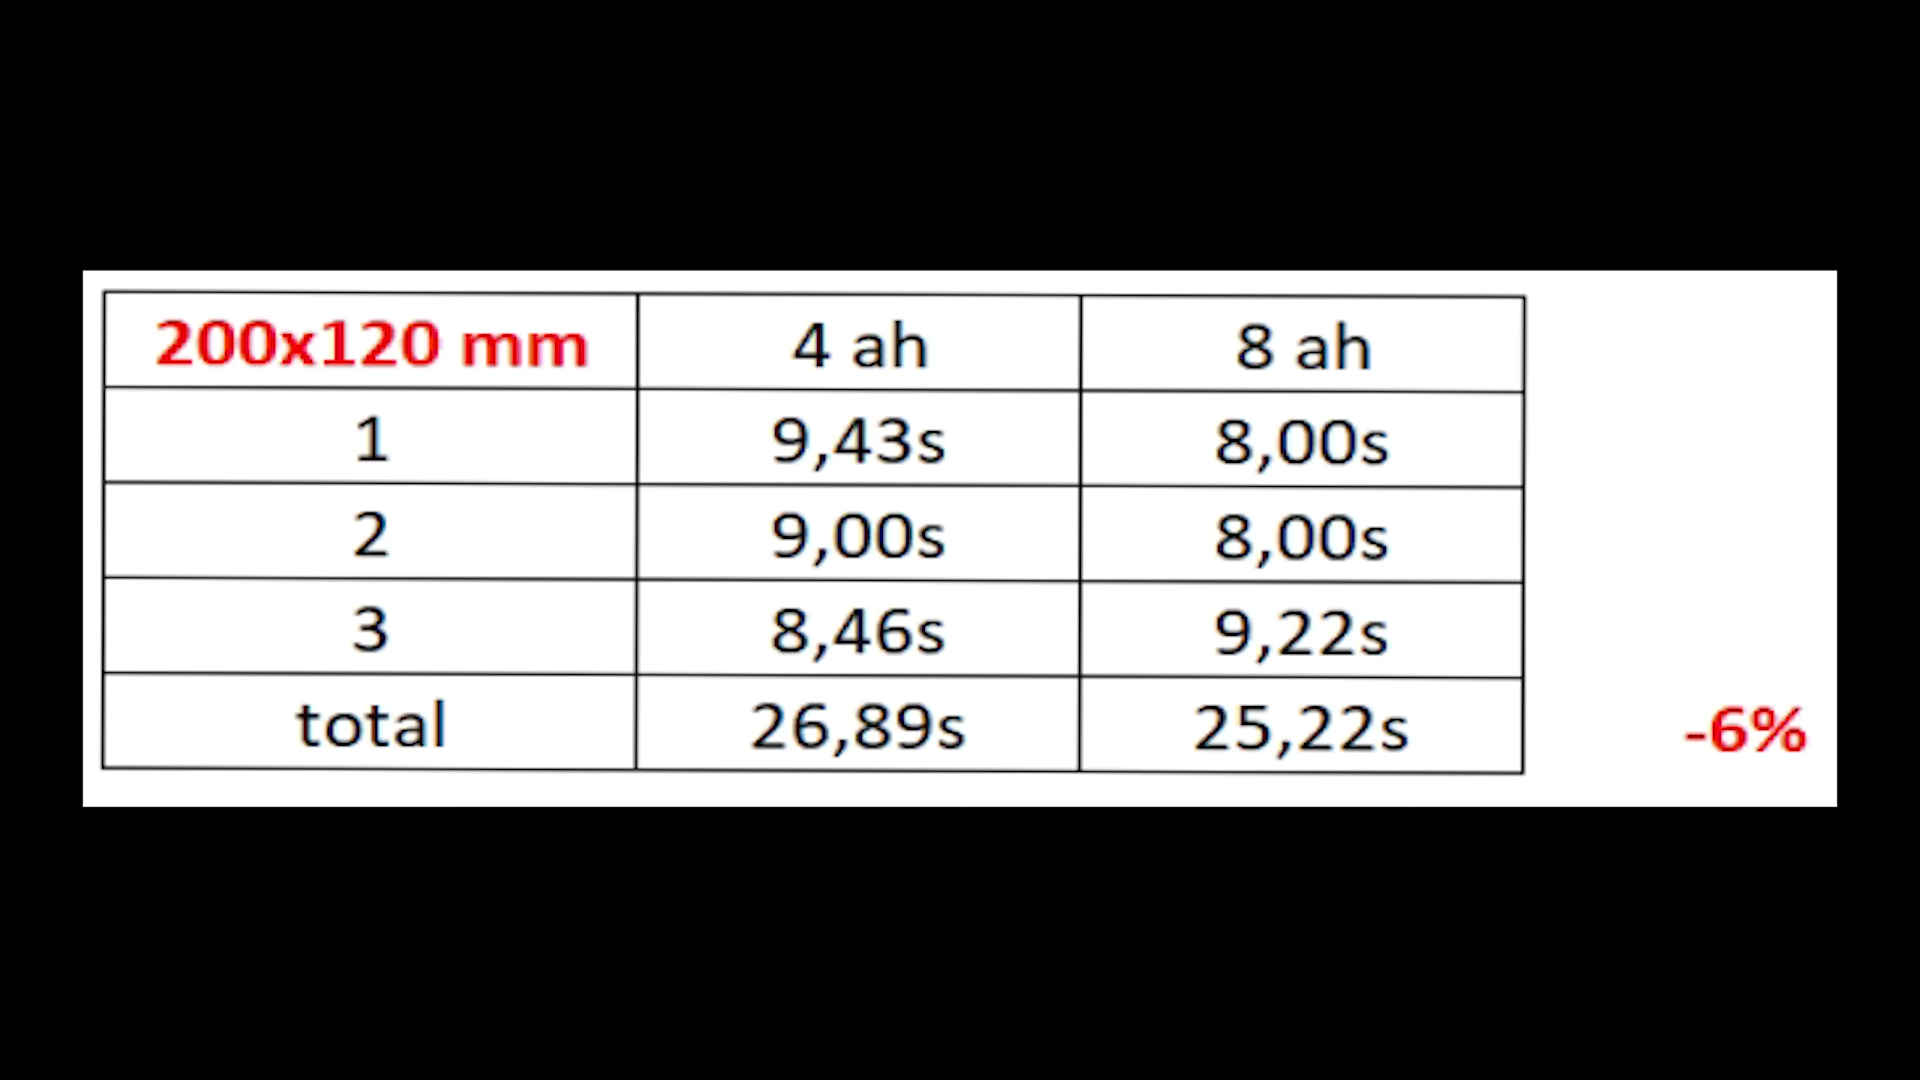 200x120 mm 4 ah 8 ah
1 9,43s 8,00s
2 9,00s 8,00s
3 8,46s 9,22s
total 26,89s 25,22s -6%